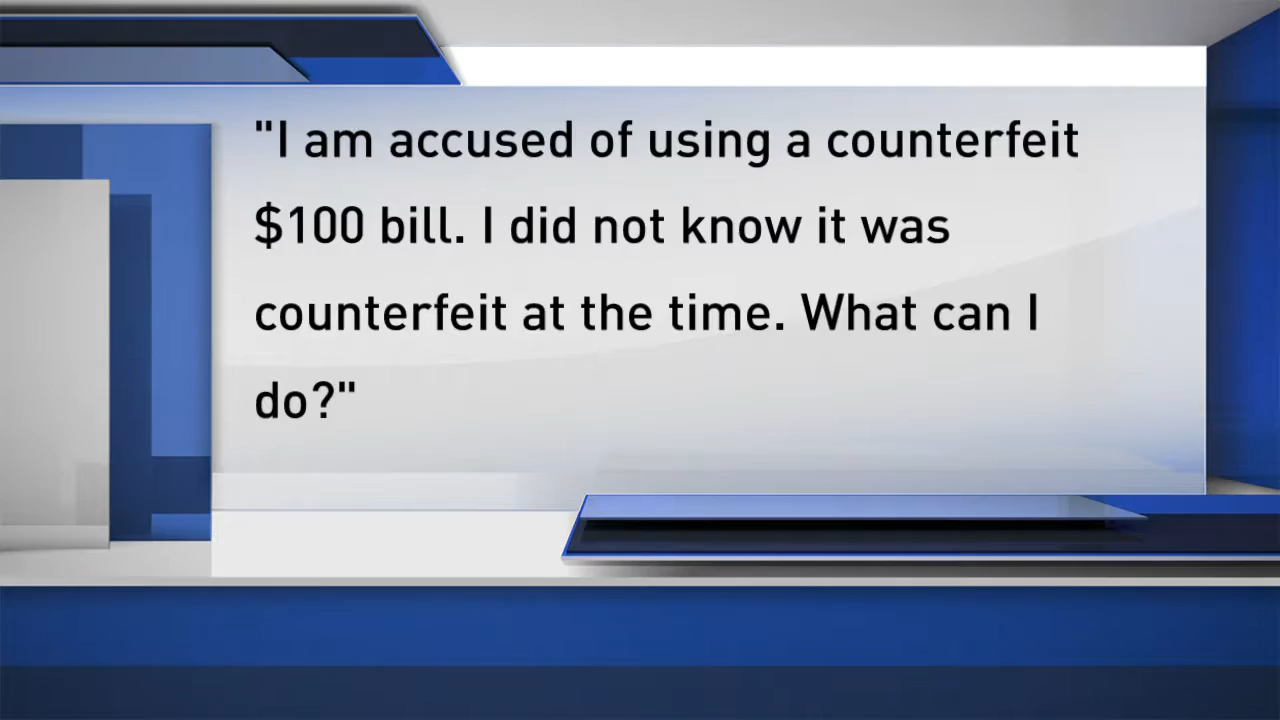 "I am accused of using a counterfeit
$100 bill. I did not know it was
counterfeit at the time. What can I
do?"